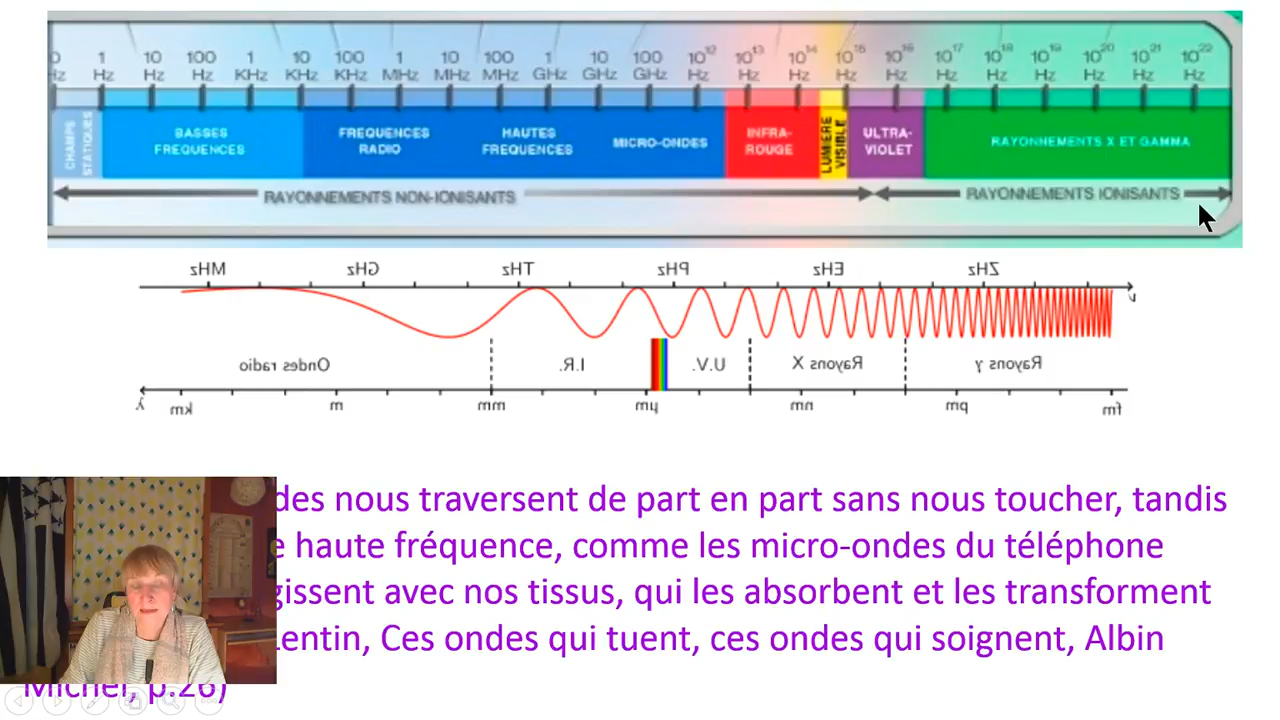 0 1 10 100 1 10 100 1 10 100 1 10 100 10¹² 10¹³ 10¹⁴ 10¹⁵ 10¹⁶ 10¹⁷ 10¹⁸ 10¹⁹ 10²⁰ 10²¹ 10²²
Hz Hz Hz Hz KHz KHz KHz MHz MHz MHz GHz GHz GHz Hz Hz Hz Hz Hz Hz Hz Hz Hz Hz Hz
CHAMPS STATIQUES
BASSES FREQUENCES
FREQUENCES RADIO
HAUTES FREQUENCES
MICRO-ONDES
INFRA-ROUGE
LUMIERE VISIBLE
ULTRA-VIOLET
RAYONNEMENTS X ET GAMMA
RAYONNEMENTS NON-IONISANTS RAYONNEMENTS IONISANTS
MHz GHz THz PHz EHz ZHz
ν
Ondes radio I.R. U.V. Rayons X Rayons γ
λ km m mm µm nm pm fm
des nous traversent de part en part sans nous toucher, tandis
e haute fréquence, comme les micro-ondes du téléphone
gissent avec nos tissus, qui les absorbent et les transforment
entin, Ces ondes qui tuent, ces ondes qui soignent, Albin
Michel, p.26)